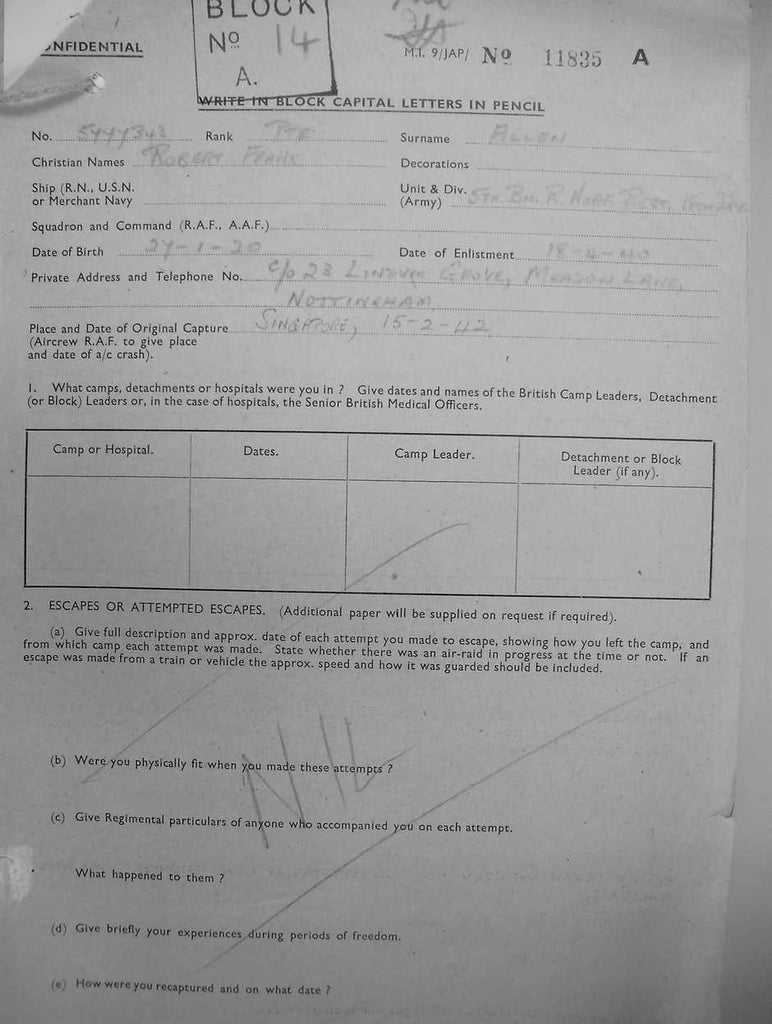 BLOCK
Nº 14
A.
NFIDENTIAL
M.I. 9/JAP/ Nº 11835 A
WRITE IN BLOCK CAPITAL LETTERS IN PENCIL
No. Rank PTE Surname ALLEN
Christian Names ROBERT FRANK Decorations
Ship (R.N., U.S.N. Unit & Div.
or Merchant Navy (Army) 5TH BN. R. NORF REGT.
Squadron and Command (R.A.F., A.A.F.)
Date of Birth 27-1-20 Date of Enlistment 18-4-40
Private Address and Telephone No. C/O 23 GROVE, MEADOW LANE,
NOTTINGHAM
Place and Date of Original Capture SINGAPORE, 15-2-42
(Aircrew R.A.F. to give place
and date of a/c crash).
1. What camps, detachments or hospitals were you in ? Give dates and names of the British Camp Leaders, Detachment
(or Block) Leaders or, in the case of hospitals, the Senior British Medical Officers.
Camp or Hospital. Dates. Camp Leader. Detachment or Block
Leader (if any).
2. ESCAPES OR ATTEMPTED ESCAPES. (Additional paper will be supplied on request if required).
(a) Give full description and approx. date of each attempt you made to escape, showing how you left the camp, and
from which camp each attempt was made. State whether there was an air-raid in progress at the time or not. If an
escape was made from a train or vehicle the approx. speed and how it was guarded should be included.
NIL
(b) Were you physically fit when you made these attempts ?
(c) Give Regimental particulars of anyone who accompanied you on each attempt.
What happened to them ?
(d) Give briefly your experiences during periods of freedom.
(e) How were you recaptured and on what date ?